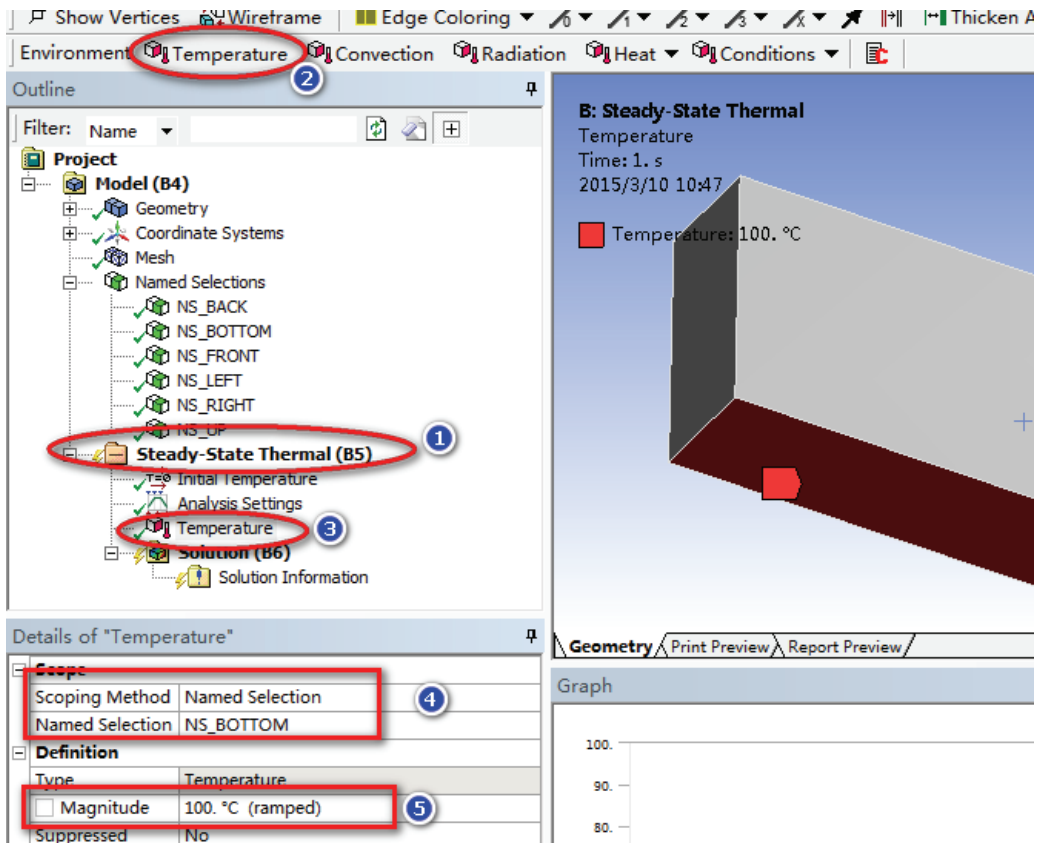 Show Vertices Wireframe Edge Coloring Thicken A
Environment Temperature Convection Radiation Heat Conditions
2
Outline
Filter: Name
Project
Model (B4)
Geometry
Coordinate Systems
Mesh
Named Selections
NS_BACK
NS_BOTTOM
NS_FRONT
NS_LEFT
NS_RIGHT
NS_UP
1
Steady-State Thermal (B5)
Initial Temperature
Analysis Settings
Temperature
3
Solution (B6)
Solution Information
B: Steady-State Thermal
Temperature
Time: 1. s
2015/3/10 10:47
Temperature: 100. °C
Details of "Temperature"
Scope
Scoping Method Named Selection
4
Named Selection NS_BOTTOM
Definition
Type Temperature
Magnitude 100. °C (ramped)
5
Suppressed No
Geometry Print Preview Report Preview
Graph
100.
90.
80.